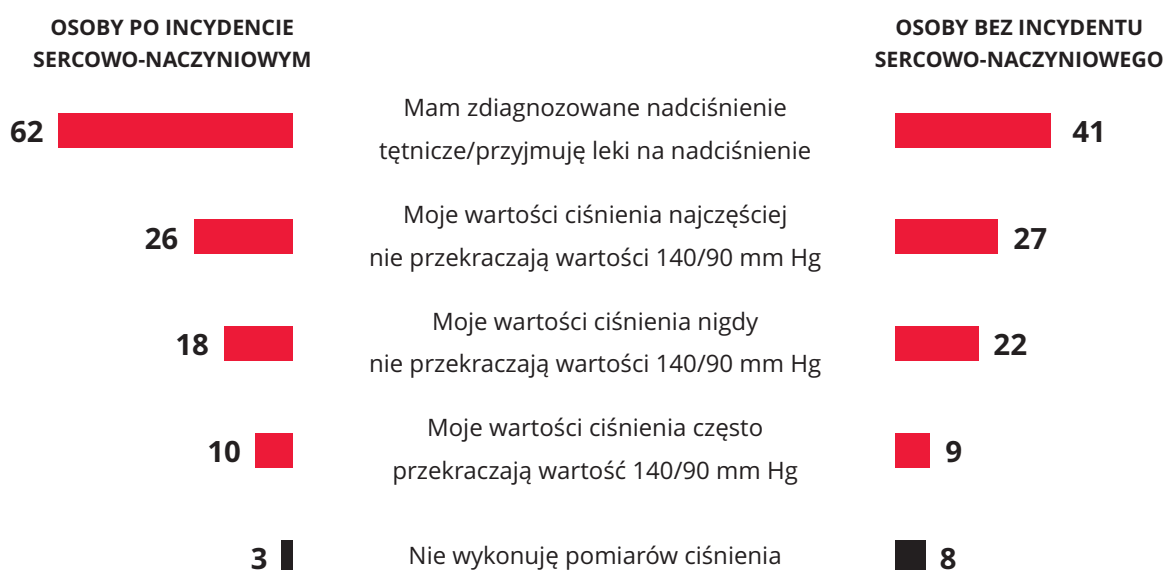 OSOBY PO INCYDENCIE
SERCOWO-NACZYNIOWYM
OSOBY BEZ INCYDENTU
SERCOWO-NACZYNIOWEGO
62
Mam zdiagnozowane nadciśnienie
tętnicze/przyjmuję leki na nadciśnienie
41
26
Moje wartości ciśnienia najczęściej
nie przekraczają wartości 140/90 mm Hg
27
18
Moje wartości ciśnienia nigdy
nie przekraczają wartości 140/90 mm Hg
22
10
Moje wartości ciśnienia często
przekraczają wartość 140/90 mm Hg
9
3
Nie wykonuję pomiarów ciśnienia
8